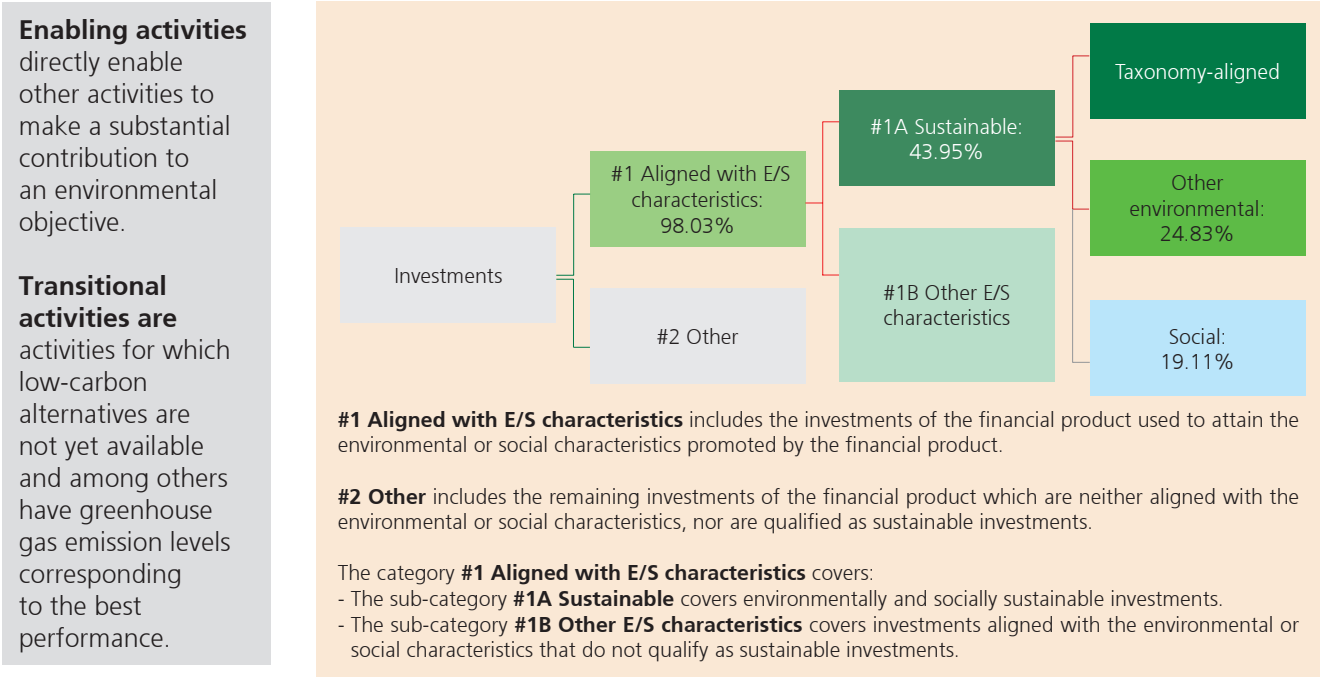 Enabling activities
directly enable
other activities to
make a substantial
contribution to
an environmental
objective.
Transitional
activities are
activities for which
low-carbon
alternatives are
not yet available
and among others
have greenhouse
gas emission levels
corresponding
to the best
performance.
Investments
#1 Aligned with E/S
characteristics:
98.03%
#2 Other
#1A Sustainable:
43.95%
#1B Other E/S
characteristics
Taxonomy-aligned
Other
environmental:
24.83%
Social:
19.11%
#1 Aligned with E/S characteristics includes the investments of the financial product used to attain the
environmental or social characteristics promoted by the financial product.
#2 Other includes the remaining investments of the financial product which are neither aligned with the
environmental or social characteristics, nor are qualified as sustainable investments.
The category #1 Aligned with E/S characteristics covers:
- The sub-category #1A Sustainable covers environmentally and socially sustainable investments.
- The sub-category #1B Other E/S characteristics covers investments aligned with the environmental or
social characteristics that do not qualify as sustainable investments.